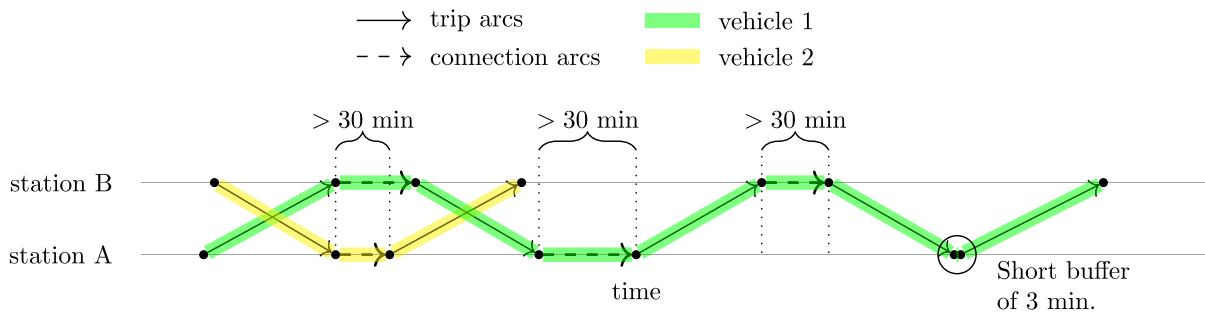 trip arcs
vehicle 1
connection arcs
vehicle 2
> 30 min
> 30 min
> 30 min
station B
station A
Short buffer
of 3 min.
time